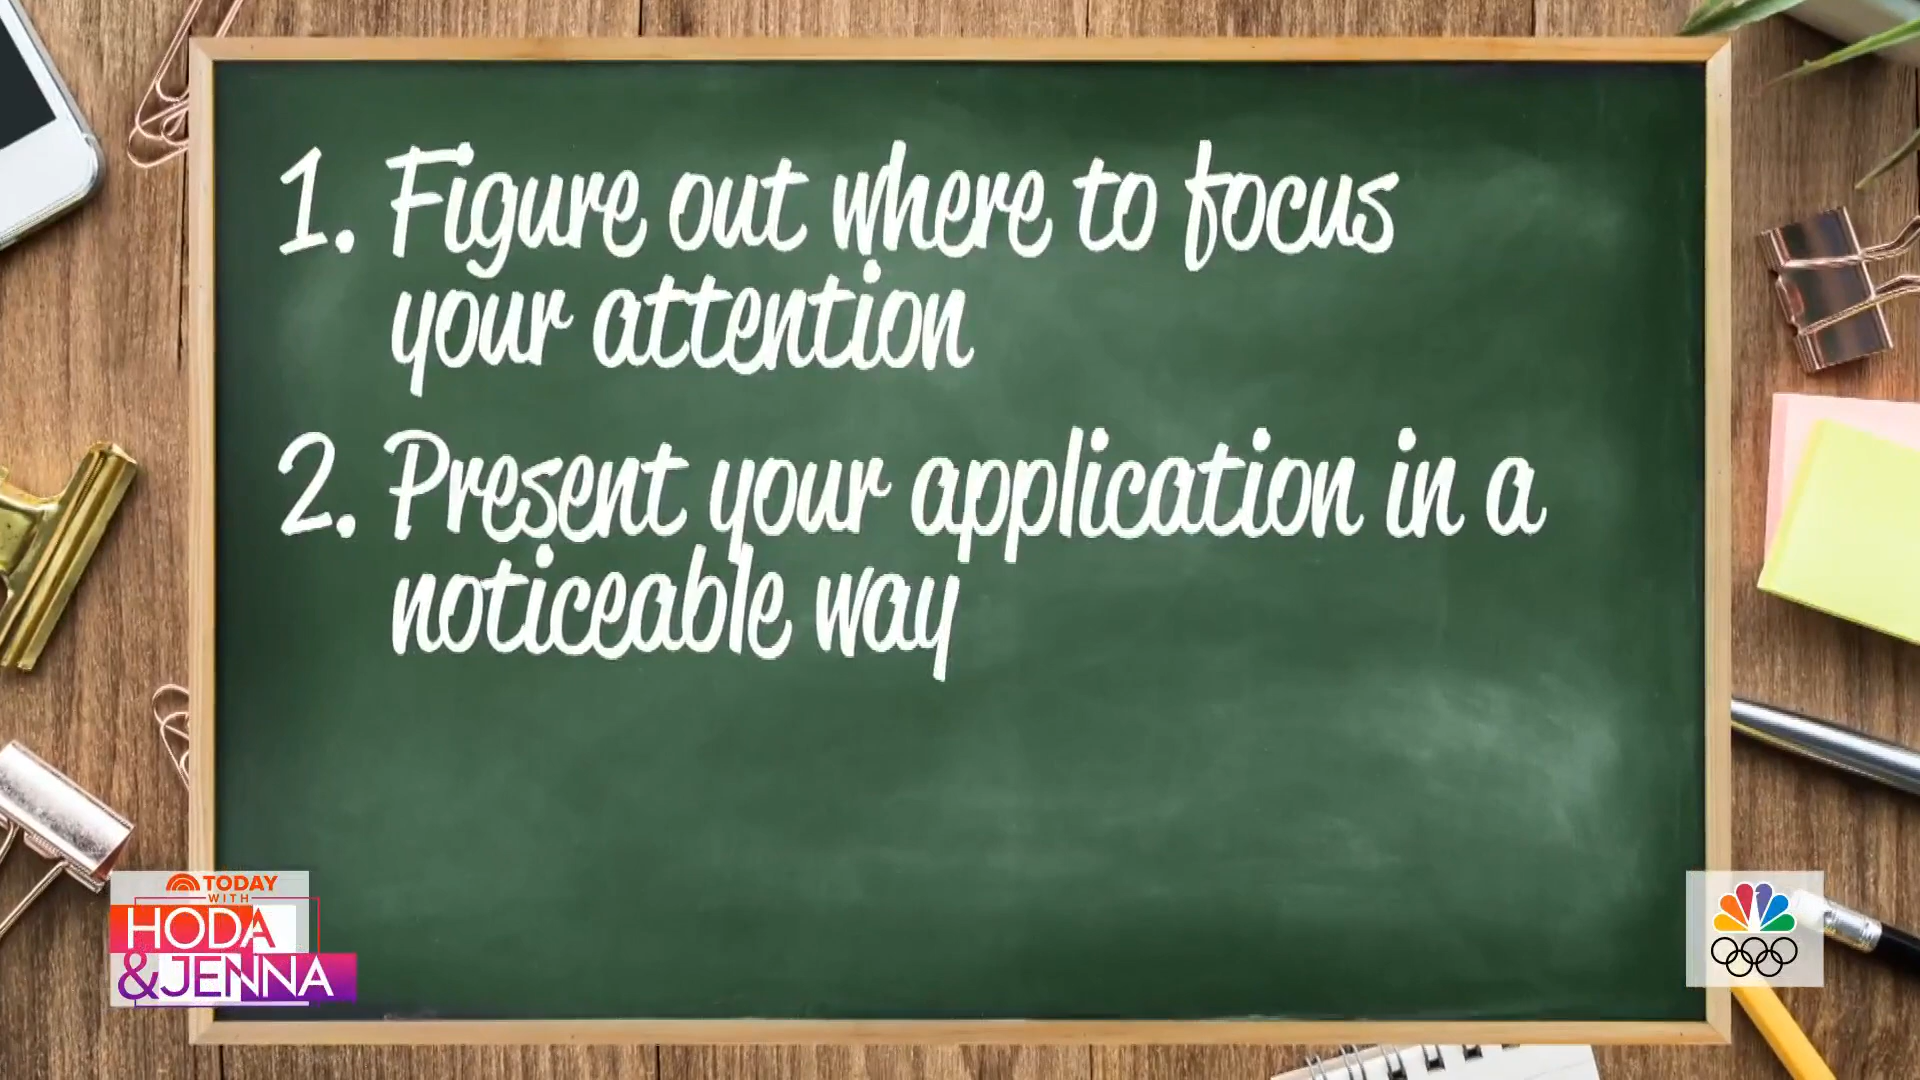 1. Figure out where to focus
your attention
2. Present your application in a
noticeable way
TODAY
WITH
HODA
&JENNA